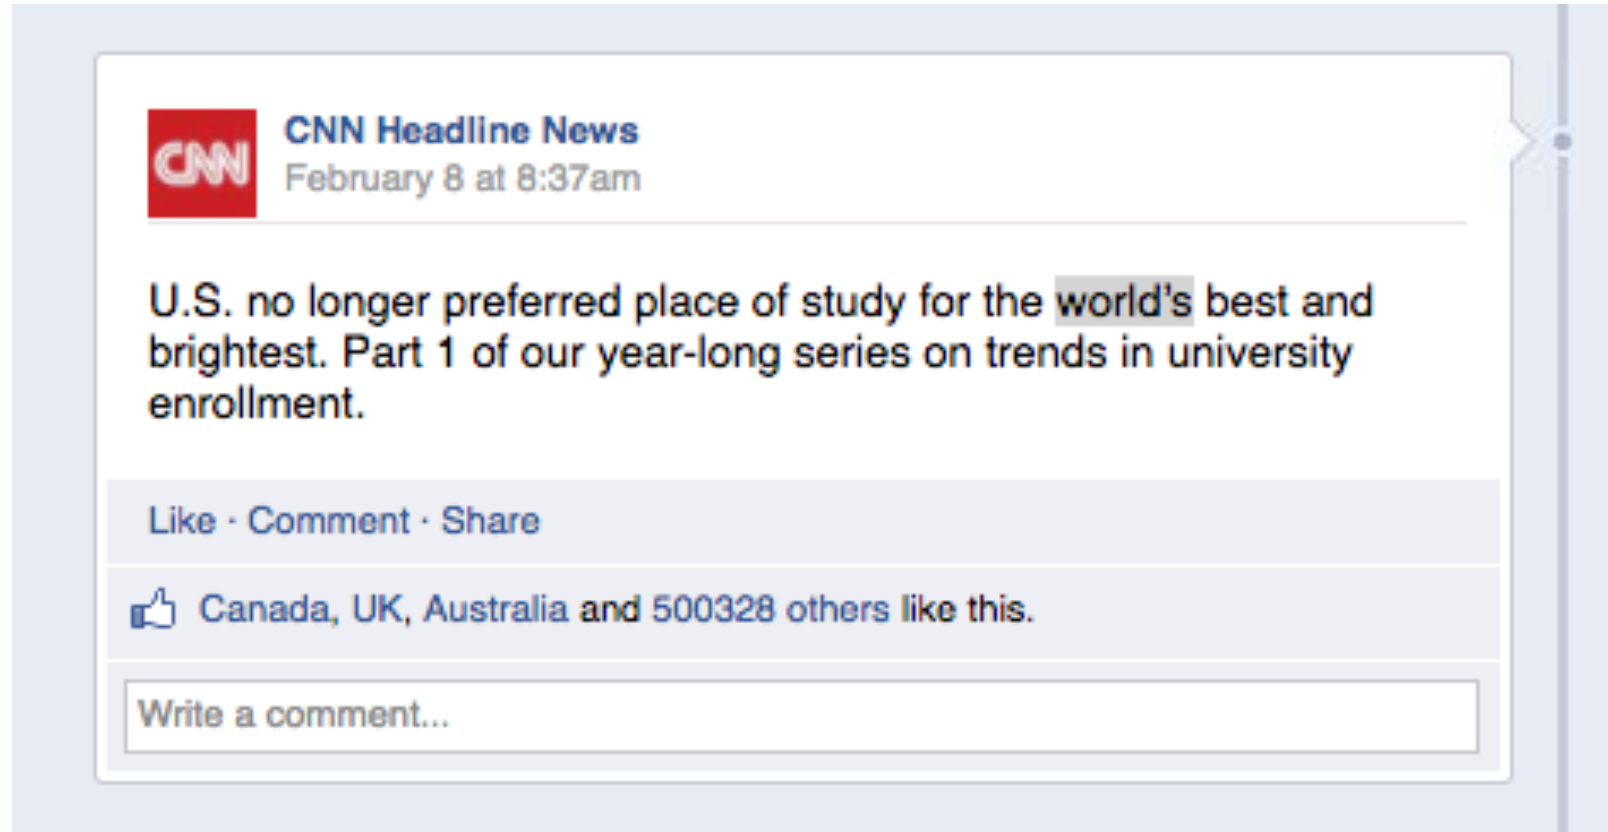 CNN
CNN Headline News
February 8 at 8:37am
U.S. no longer preferred place of study for the world's best and
brightest. Part 1 of our year-long series on trends in university
enrollment.
Like · Comment · Share
Canada, UK, Australia and 500328 others like this.
Write a comment...